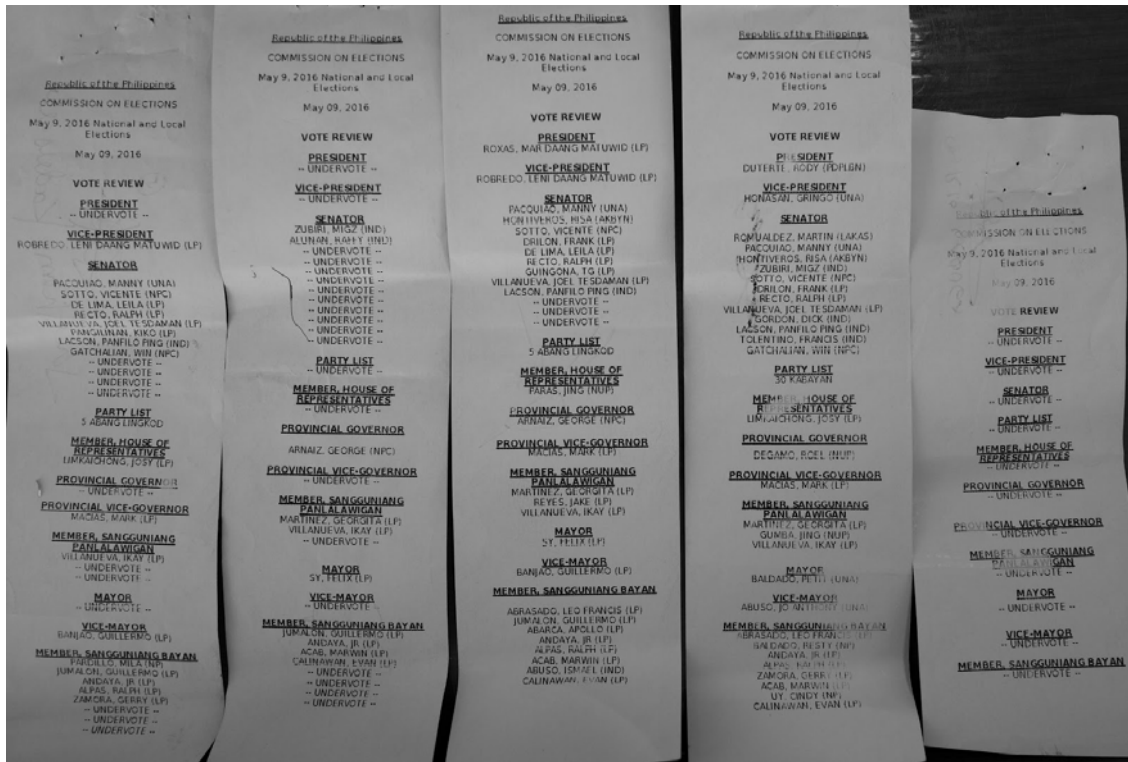 Republic of the Philippines
COMMISSION ON ELECTIONS
May 9, 2016 National and Local
Elections
May 09, 2016
VOTE REVIEW
PRESIDENT
-- UNDERVOTE --
VICE-PRESIDENT
ROBREDO, LENI DAANG MATUWID (LP)
SENATOR
PACQUIAO, MANNY (UNA)
SOTTO, VICENTE (NPC)
DE LIMA, LEILA (LP)
RECTO, RALPH (LP)
VILLANUEVA, JOEL TESDAMAN (LP)
PANGILINAN, KIKO (LP)
LACSON, PANFILO PING (IND)
GATCHALIAN, WIN (NPC)
-- UNDERVOTE --
-- UNDERVOTE --
-- UNDERVOTE --
-- UNDERVOTE --
PARTY LIST
5 ABANG LINGKOD
MEMBER, HOUSE OF
REPRESENTATIVES
LIMKAICHONG, JOSY (LP)
PROVINCIAL GOVERNOR
-- UNDERVOTE --
PROVINCIAL VICE-GOVERNOR
MACIAS, MARK (LP)
MEMBER, SANGGUNIANG
PANLALAWIGAN
VILLANUEVA, IKAY (LP)
-- UNDERVOTE --
-- UNDERVOTE --
MAYOR
-- UNDERVOTE --
VICE-MAYOR
BANJAO, GUILLERMO (LP)
MEMBER, SANGGUNIANG BAYAN
PARDILLO, MILA (NP)
JUMALON, GUILLERMO (LP)
ANDAYA, JR (LP)
ALPAS, RALPH (LP)
ZAMORA, GERRY (LP)
-- UNDERVOTE --
-- UNDERVOTE --
-- UNDERVOTE --
Republic of the Philippines
COMMISSION ON ELECTIONS
May 9, 2016 National and Local
Elections
May 09, 2016
VOTE REVIEW
PRESIDENT
-- UNDERVOTE --
VICE-PRESIDENT
-- UNDERVOTE --
SENATOR
ZUBIRI, MIGZ (IND)
ALUNAN, RAFFY (IND)
-- UNDERVOTE --
-- UNDERVOTE --
-- UNDERVOTE --
-- UNDERVOTE --
-- UNDERVOTE --
-- UNDERVOTE --
-- UNDERVOTE --
-- UNDERVOTE --
-- UNDERVOTE --
-- UNDERVOTE --
PARTY LIST
-- UNDERVOTE --
MEMBER, HOUSE OF
REPRESENTATIVES
-- UNDERVOTE --
PROVINCIAL GOVERNOR
ARNAIZ, GEORGE (NPC)
PROVINCIAL VICE-GOVERNOR
-- UNDERVOTE --
MEMBER, SANGGUNIANG
PANLALAWIGAN
MARTINEZ, GEORGITA (LP)
VILLANUEVA, IKAY (LP)
-- UNDERVOTE --
MAYOR
SY, FELIX (LP)
VICE-MAYOR
-- UNDERVOTE --
MEMBER, SANGGUNIANG BAYAN
JUMALON, GUILLERMO (LP)
ANDAYA, JR (LP)
ACAB, MARWIN (LP)
CALINAWAN, EVAN (LP)
-- UNDERVOTE --
-- UNDERVOTE --
-- UNDERVOTE --
-- UNDERVOTE --
Republic of the Philippines
COMMISSION ON ELECTIONS
May 9, 2016 National and Local
Elections
May 09, 2016
VOTE REVIEW
PRESIDENT
ROXAS, MAR DAANG MATUWID (LP)
VICE-PRESIDENT
ROBREDO, LENI DAANG MATUWID (LP)
SENATOR
PACQUIAO, MANNY (UNA)
HONTIVEROS, RISA (AKBYN)
SOTTO, VICENTE (NPC)
DRILON, FRANK (LP)
DE LIMA, LEILA (LP)
RECTO, RALPH (LP)
GUINGONA, TG (LP)
VILLANUEVA, JOEL TESDAMAN (LP)
LACSON, PANFILO PING (IND)
-- UNDERVOTE --
-- UNDERVOTE --
-- UNDERVOTE --
PARTY LIST
5 ABANG LINGKOD
MEMBER, HOUSE OF
REPRESENTATIVES
PARAS, JING (NUP)
PROVINCIAL GOVERNOR
ARNAIZ, GEORGE (NPC)
PROVINCIAL VICE-GOVERNOR
MACIAS, MARK (LP)
MEMBER, SANGGUNIANG
PANLALAWIGAN
MARTINEZ, GEORGITA (LP)
REYES, JAKE (LP)
VILLANUEVA, IKAY (LP)
MAYOR
SY, FELIX (LP)
VICE-MAYOR
BANJAO, GUILLERMO (LP)
MEMBER, SANGGUNIANG BAYAN
ABRASADO, LEO FRANCIS (LP)
JUMALON, GUILLERMO (LP)
ABARCA, APOLLO (LP)
ANDAYA, JR (LP)
ALPAS, RALPH (LP)
ACAB, MARWIN (LP)
ABUSO, ISMAEL (IND)
CALINAWAN, EVAN (LP)
Republic of the Philippines
COMMISSION ON ELECTIONS
May 9, 2016 National and Local
Elections
May 09, 2016
VOTE REVIEW
PRESIDENT
DUTERTE, RODY (PDPLBN)
VICE-PRESIDENT
HONASAN, GRINGO (UNA)
SENATOR
ROMUALDEZ, MARTIN (LAKAS)
PACQUIAO, MANNY (UNA)
HONTIVEROS, RISA (AKBYN)
ZUBIRI, MIGZ (IND)
SOTTO, VICENTE (NPC)
DRILON, FRANK (LP)
RECTO, RALPH (LP)
VILLANUEVA, JOEL TESDAMAN (LP)
GORDON, DICK (IND)
LACSON, PANFILO PING (IND)
TOLENTINO, FRANCIS (IND)
GATCHALIAN, WIN (NPC)
PARTY LIST
30 KABAYAN
MEMBER, HOUSE OF
REPRESENTATIVES
LIMKAICHONG, JOSY (LP)
PROVINCIAL GOVERNOR
DEGAMO, ROEL (NUP)
PROVINCIAL VICE-GOVERNOR
MACIAS, MARK (LP)
MEMBER, SANGGUNIANG
PANLALAWIGAN
MARTINEZ, GEORGITA (LP)
GUMBA, JING (NUP)
VILLANUEVA, IKAY (LP)
MAYOR
BALDADO, PETIT (UNA)
VICE-MAYOR
ABUSO, JO ANTHONY (UNA)
MEMBER, SANGGUNIANG BAYAN
ABRASADO, LEO FRANCIS (LP)
BALDADO, RESTY (NP)
ANDAYA, JR (LP)
ALPAS, RALPH (LP)
ZAMORA, GERRY (LP)
ACAB, MARWIN (LP)
UY, CINDY (NP)
CALINAWAN, EVAN (LP)
Republic of the Philippines
COMMISSION ON ELECTIONS
May 9, 2016 National and Local
Elections
May 09, 2016
VOTE REVIEW
PRESIDENT
-- UNDERVOTE --
VICE-PRESIDENT
-- UNDERVOTE --
SENATOR
-- UNDERVOTE --
PARTY LIST
-- UNDERVOTE --
MEMBER, HOUSE OF
REPRESENTATIVES
-- UNDERVOTE --
PROVINCIAL GOVERNOR
-- UNDERVOTE --
PROVINCIAL VICE-GOVERNOR
-- UNDERVOTE --
MEMBER, SANGGUNIANG
PANLALAWIGAN
-- UNDERVOTE --
MAYOR
-- UNDERVOTE --
VICE-MAYOR
-- UNDERVOTE --
MEMBER, SANGGUNIANG BAYAN
-- UNDERVOTE --